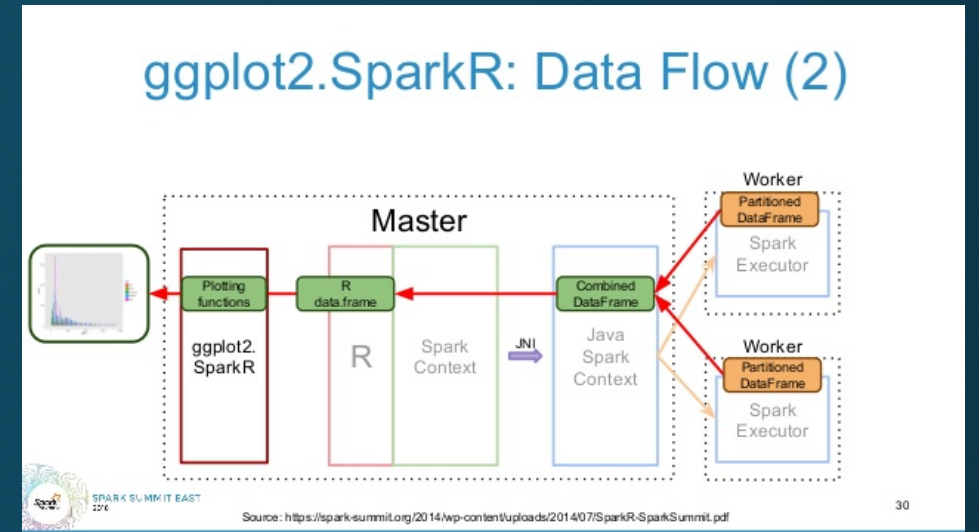 ggplot2.SparkR: Data Flow (2)
Master
Worker
Partitioned
DataFrame
Spark
Executor
Plotting
functions
ggplot2.
SparkR
R
data.frame
R
Spark
Context
JNI
Combined
DataFrame
Java
Spark
Context
Worker
Partitioned
DataFrame
Spark
Executor
Spark
SPARK SUMMIT EAST
2016
Source: https://spark-summit.org/2014/wp-content/uploads/2014/07/SparkR-SparkSummit.pdf
30